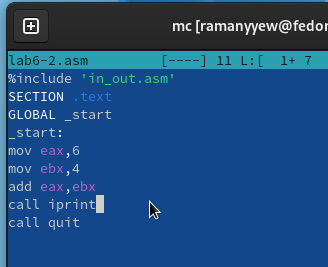 mc [ramanyyew@fedor
lab6-2.asm [----] 11 L:[ 1+ 7
%include 'in_out.asm'
SECTION .text
GLOBAL _start
_start:
mov eax,6
mov ebx,4
add eax,ebx
call iprint
call quit